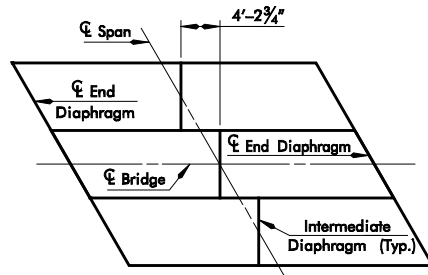 4'-2¾"
℄ Span
℄ End
Diaphragm
℄ End Diaphragm
℄ Bridge
Intermediate
Diaphragm (Typ.)